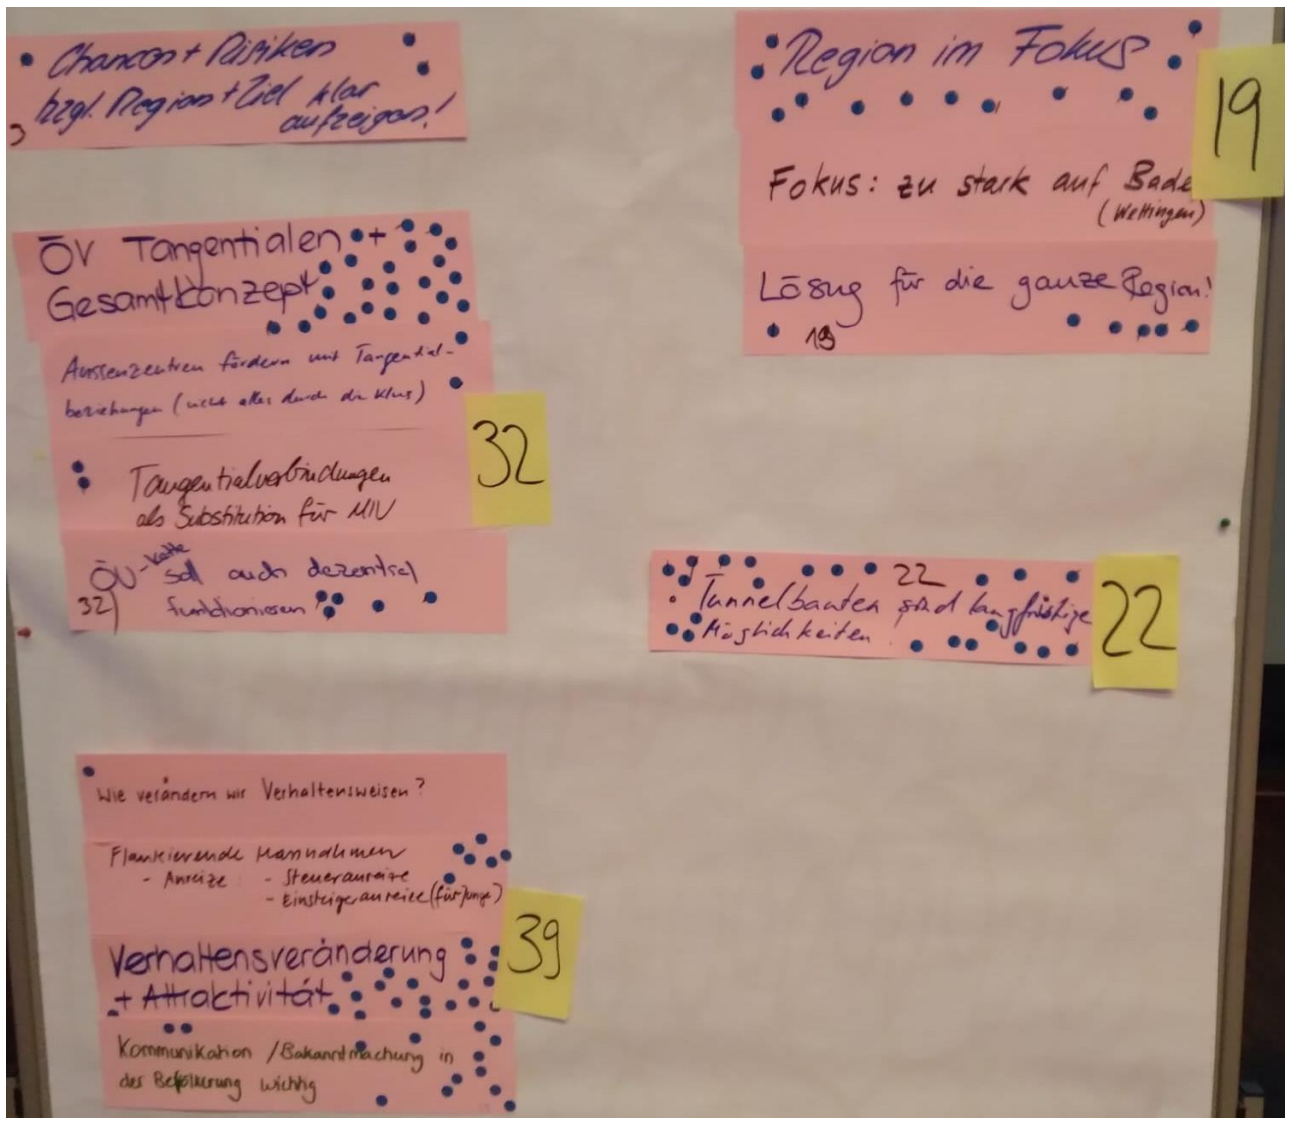 Chancen + Risiken
bzgl. Region + Ziel klar
aufzeigen!
3
ÖV Tangentialen +
Gesamtkonzept
Aussenzentren fördern mit Tangential-
beziehungen (nicht alles durch die Klus)
32
Tangentialverbindungen
als Substitution für MIV
ÖV-Kette soll auch dezentral
32) funktionieren!
Wie verändern wir Verhaltensweisen?
Flankierende Massnahmen
- Anreize: - Steueranreize
- Einsteigeranreize (für Junge)
39
Verhaltensveränderung
+ Attraktivität
Kommunikation / Bekanntmachung in
der Bevölkerung wichtig
Region im Fokus
19
Fokus: zu stark auf Bade
(Wettingen)
Lösug für die ganze Region!
19
22
Tunnelbauten sind langfristige
Möglichkeiten.
22